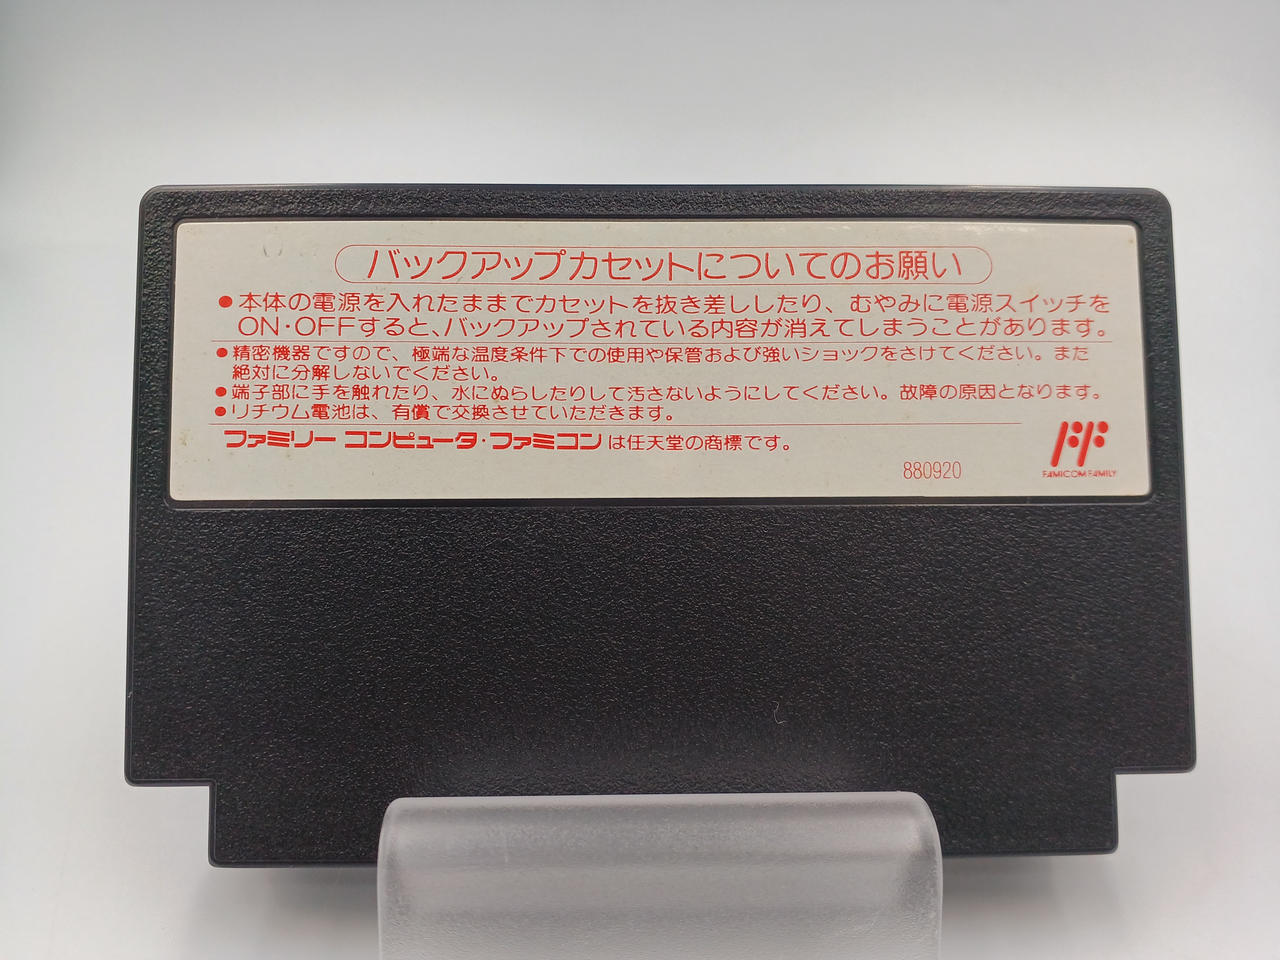 バックアップカセットについてのお願い
●本体の電源を入れたままでカセットを抜き差ししたり、むやみに電源スイッチを
ON・OFFすると、バックアップされている内容が消えてしまうことがあります。
●精密機器ですので、極端な温度条件下での使用や保管および強いショックをさけてください。また
絶対に分解しないでください。
●端子部に手を触れたり、水にぬらしたりして汚さないようにしてください。故障の原因となります。
●リチウム電池は、有償で交換させていただきます。
ファミリー コンピュータ・ファミコンは任天堂の商標です。
880920
FAMICOM FAMILY